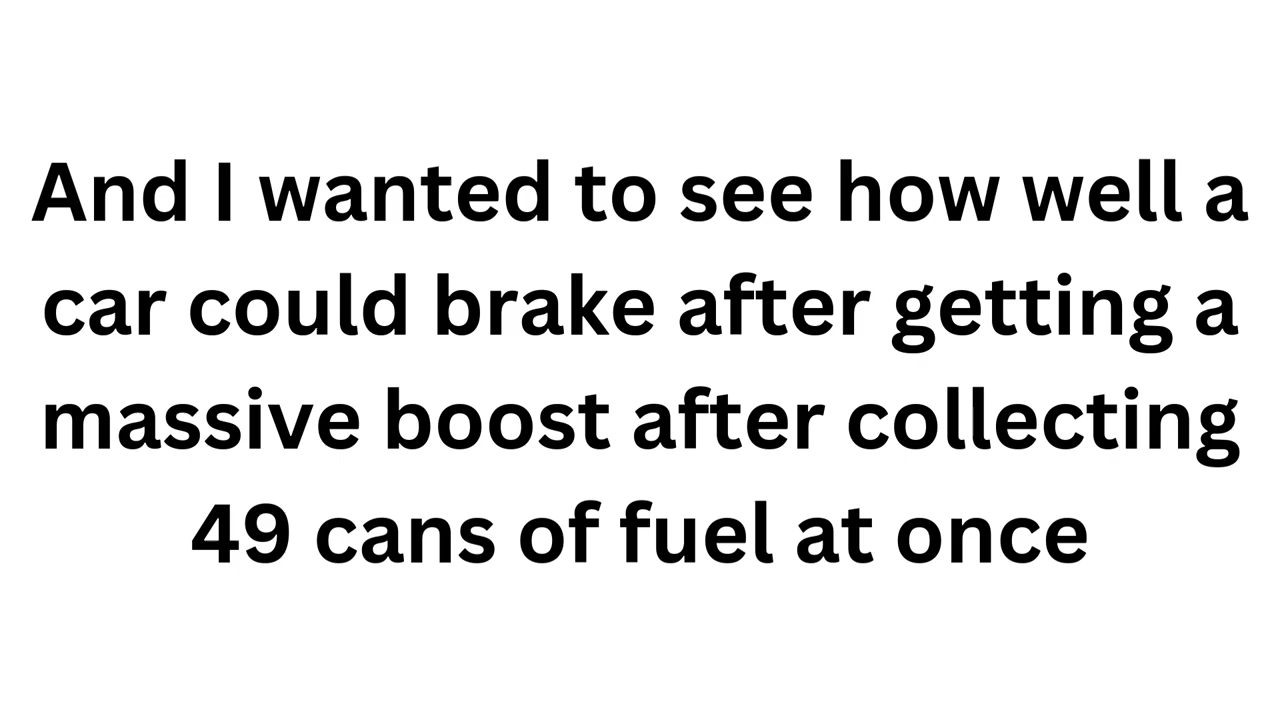 And I wanted to see how well a
car could brake after getting a
massive boost after collecting
49 cans of fuel at once